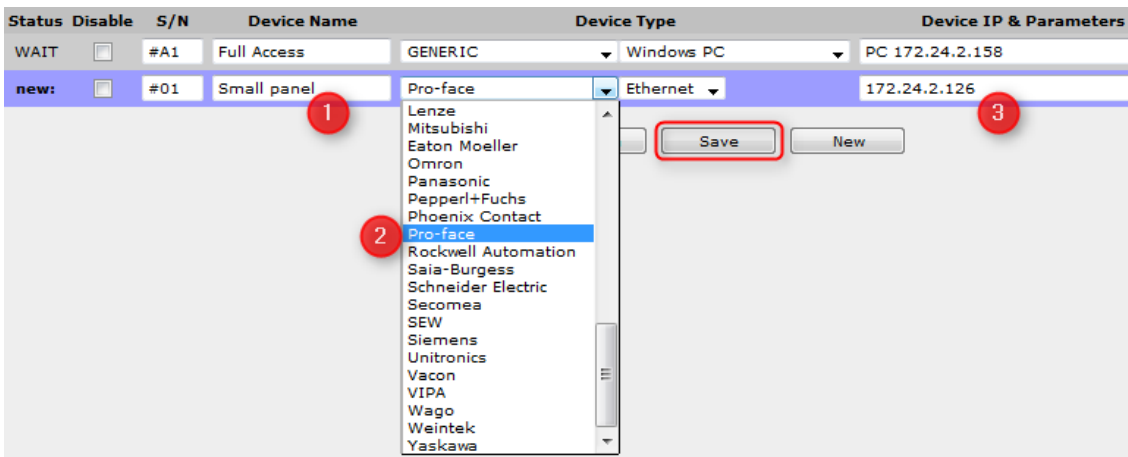 Status Disable S/N Device Name Device Type Device IP & Parameters
WAIT #A1 Full Access GENERIC Windows PC PC 172.24.2.158
new: #01 Small panel Pro-face Ethernet 172.24.2.126
1
3
Save New
Lenze
Mitsubishi
Eaton Moeller
Omron
Panasonic
Pepperl+Fuchs
Phoenix Contact
2 Pro-face
Rockwell Automation
Saia-Burgess
Schneider Electric
Secomea
SEW
Siemens
Unitronics
Vacon
VIPA
Wago
Weintek
Yaskawa